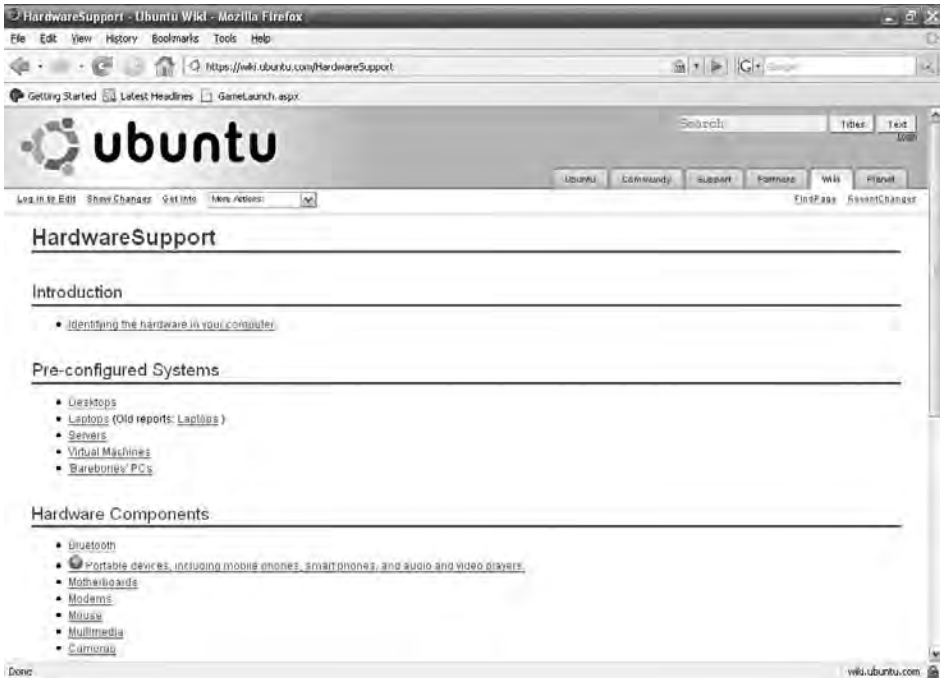 HardwareSupport - Ubuntu Wiki - Mozilla Firefox
File Edit View History Bookmarks Tools Help
https://wiki.ubuntu.com/HardwareSupport
G
Getting Started Latest Headlines GameLaunch.aspx
ubuntu
Search Titles Text
Login
Ubuntu Community Support Partners Wiki Planet
Log in to Edit Show Changes Get Info More Actions: FindPage RecentChanges
HardwareSupport
Introduction
• Identifying the hardware in your computer
Pre-configured Systems
• Desktops
• Laptops (Old reports: Laptops )
• Servers
• Virtual Machines
• 'Barebones' PCs
Hardware Components
• Bluetooth
• Portable devices, including mobile phones, smartphones, and audio and video players.
• Motherboards
• Modems
• Mouse
• Multimedia
• Cameras
Done wiki.ubuntu.com